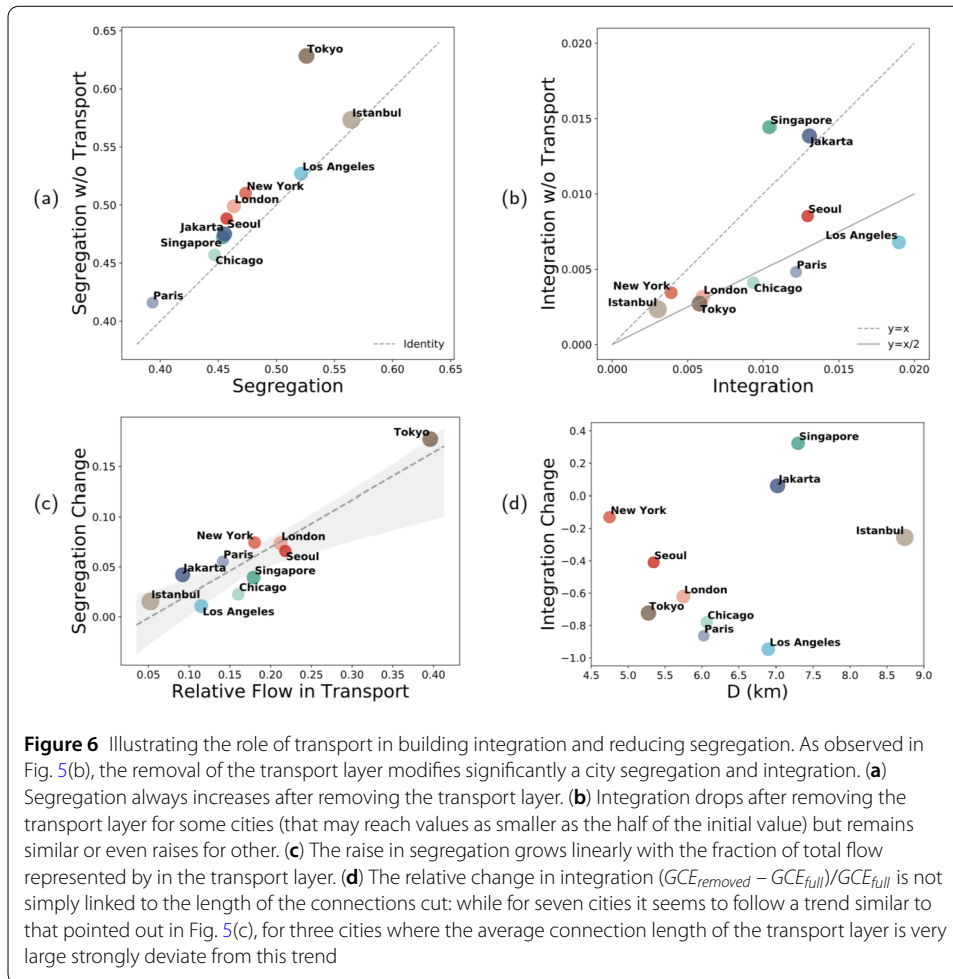 (a)
Segregation w/o Transport
0.65
0.60
0.55
0.50
0.45
0.40
Tokyo
Istanbul
Los Angeles
New York
London
Jakarta
Seoul
Singapore
Chicago
Paris
Identity
0.40 0.45 0.50 0.55 0.60 0.65
Segregation
(b)
Integration w/o Transport
0.020
0.015
0.010
0.005
0.000
Singapore
Jakarta
Seoul
Los Angeles
Paris
New York
London
Chicago
Istanbul
Tokyo
y=x
y=x/2
0.000 0.005 0.010 0.015 0.020
Integration
(c)
Segregation Change
0.15
0.10
0.05
0.00
Tokyo
New York
London
Paris
Seoul
Jakarta
Singapore
Istanbul
Chicago
Los Angeles
0.05 0.10 0.15 0.20 0.25 0.30 0.35 0.40
Relative Flow in Transport
(d)
Integration Change
0.4
0.2
0.0
−0.2
−0.4
−0.6
−0.8
−1.0
Singapore
Jakarta
New York
Istanbul
Seoul
London
Tokyo
Chicago
Paris
Los Angeles
4.5 5.0 5.5 6.0 6.5 7.0 7.5 8.0 8.5 9.0
D (km)
Figure 6 Illustrating the role of transport in building integration and reducing segregation. As observed in
Fig. 5(b), the removal of the transport layer modifies significantly a city segregation and integration. (a)
Segregation always increases after removing the transport layer. (b) Integration drops after removing the
transport layer for some cities (that may reach values as smaller as the half of the initial value) but remains
similar or even raises for other. (c) The raise in segregation grows linearly with the fraction of total flow
represented by in the transport layer. (d) The relative change in integration (GCEremoved – GCEfull)/GCEfull is not
simply linked to the length of the connections cut: while for seven cities it seems to follow a trend similar to
that pointed out in Fig. 5(c), for three cities where the average connection length of the transport layer is very
large strongly deviate from this trend